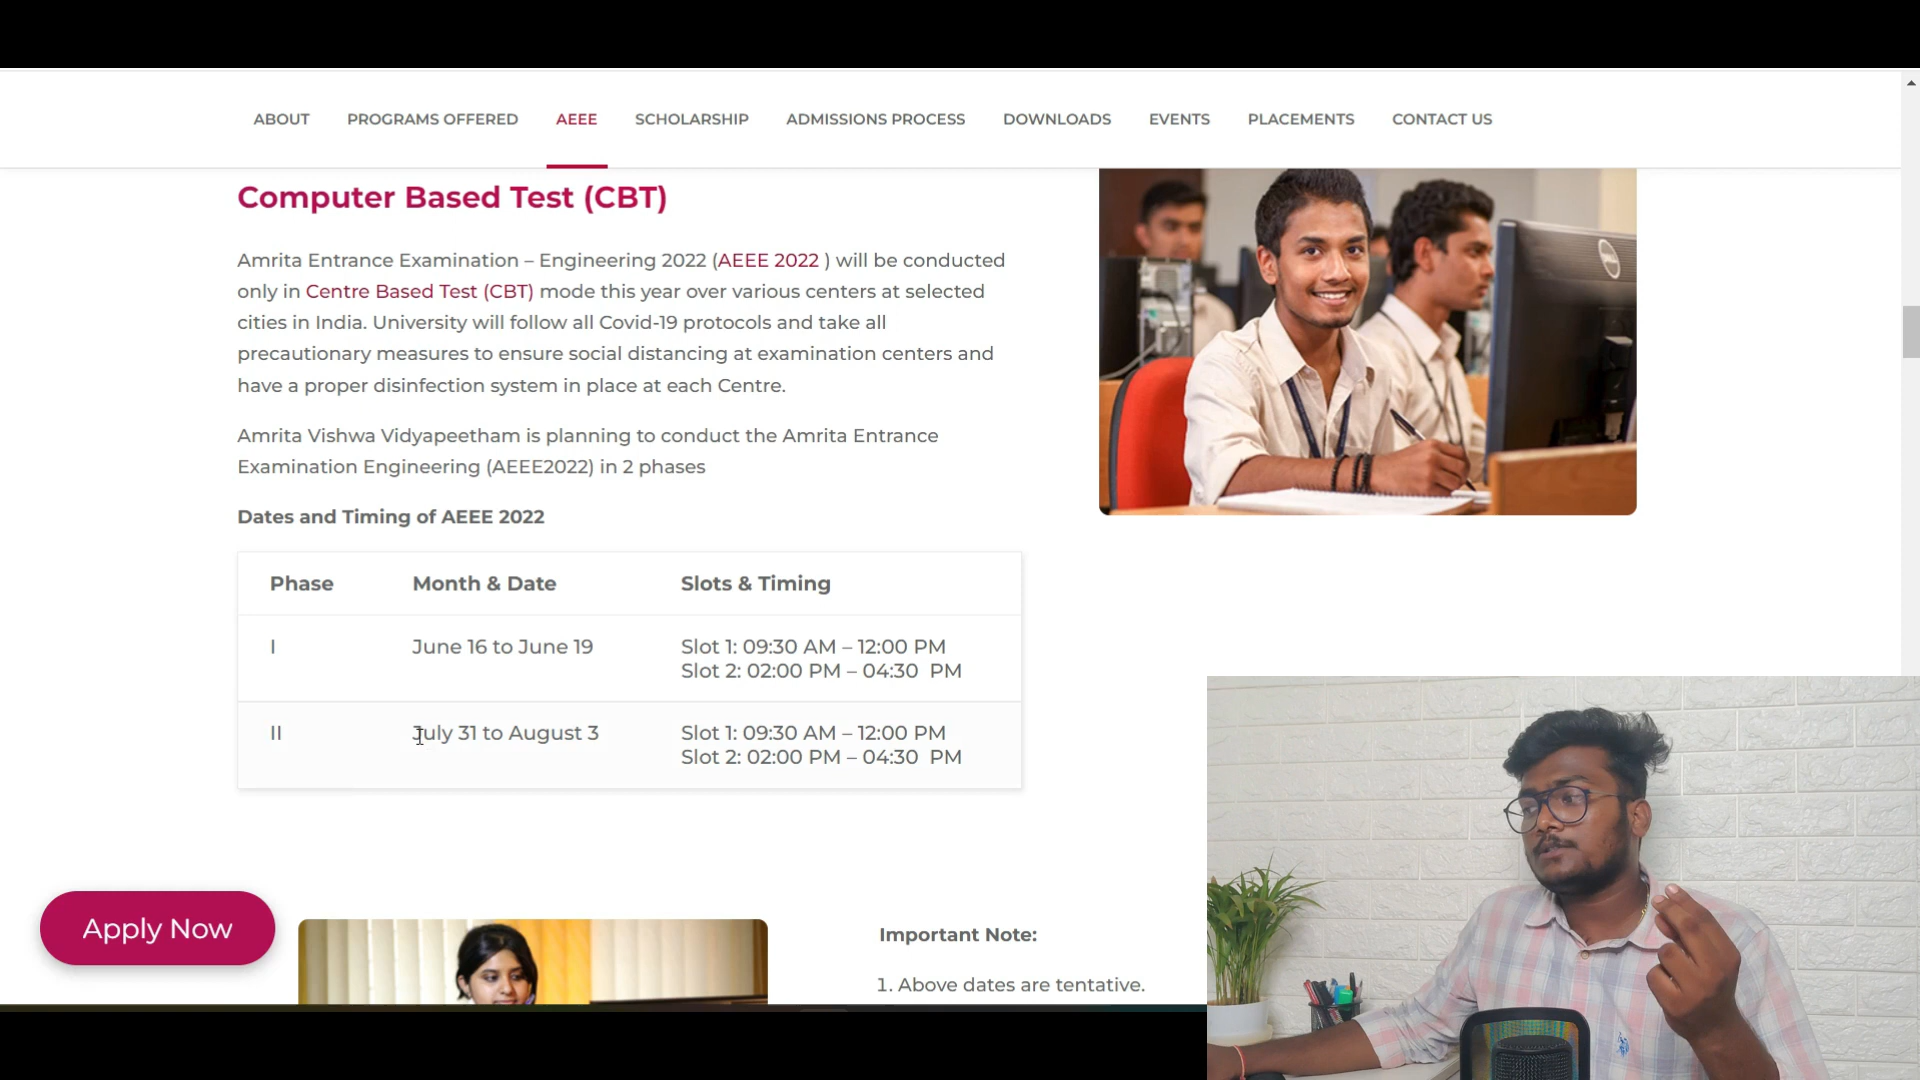 ABOUT PROGRAMS OFFERED AEEE SCHOLARSHIP ADMISSIONS PROCESS DOWNLOADS EVENTS PLACEMENTS CONTACT US
Computer Based Test (CBT)
Amrita Entrance Examination – Engineering 2022 (AEEE 2022 ) will be conducted
only in Centre Based Test (CBT) mode this year over various centers at selected
cities in India. University will follow all Covid-19 protocols and take all
precautionary measures to ensure social distancing at examination centers and
have a proper disinfection system in place at each Centre.
Amrita Vishwa Vidyapeetham is planning to conduct the Amrita Entrance
Examination Engineering (AEEE2022) in 2 phases
Dates and Timing of AEEE 2022
Phase Month & Date Slots & Timing
I June 16 to June 19 Slot 1: 09:30 AM – 12:00 PM
Slot 2: 02:00 PM – 04:30 PM
II July 31 to August 3 Slot 1: 09:30 AM – 12:00 PM
Slot 2: 02:00 PM – 04:30 PM
Apply Now
Important Note:
1. Above dates are tentative.
DELL